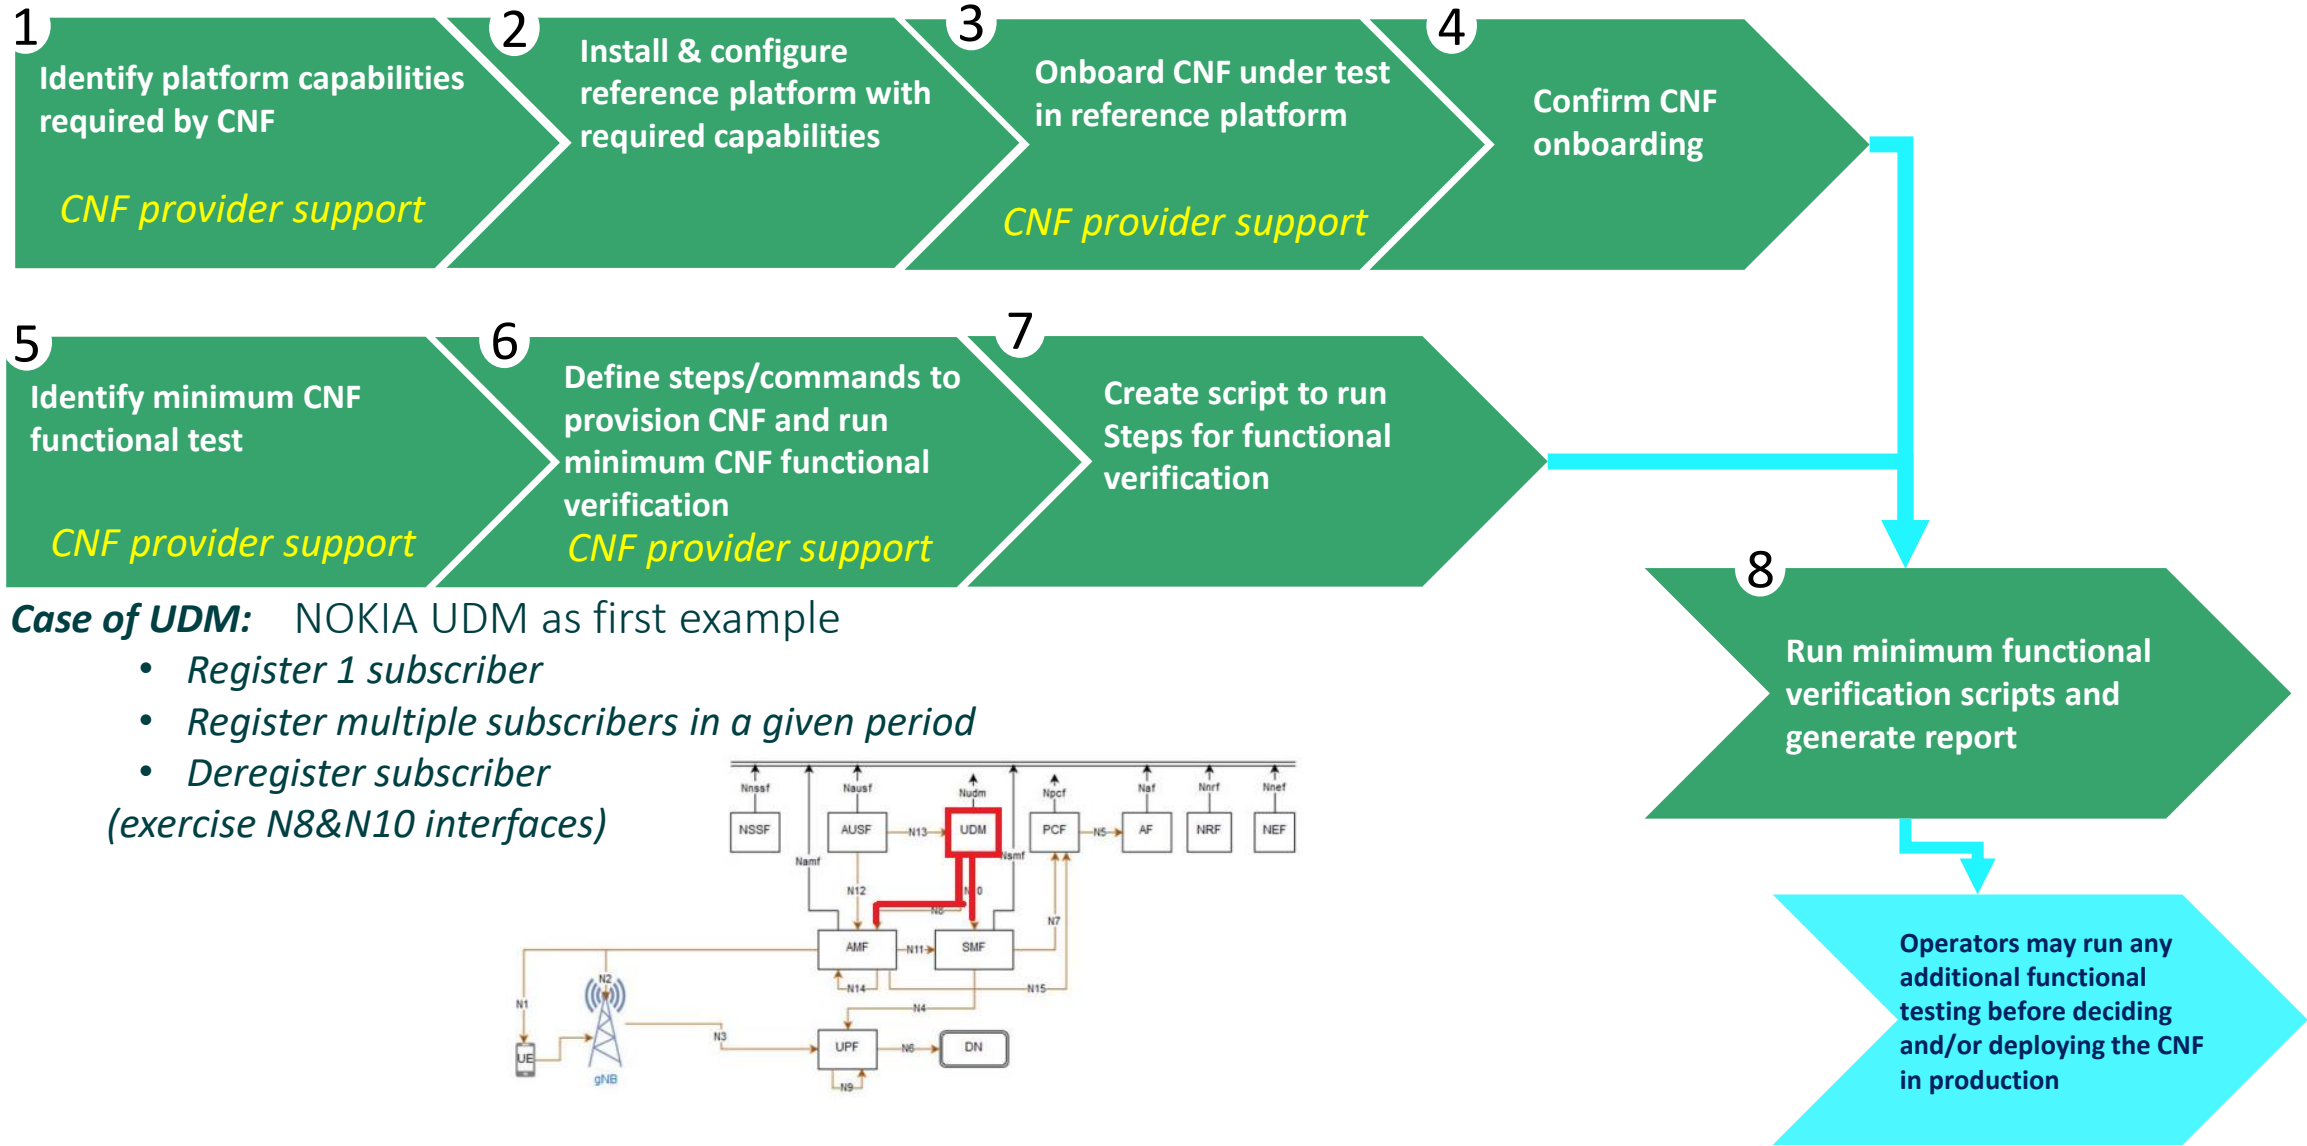 1
Identify platform capabilities
required by CNF
CNF provider support
2
Install & configure
reference platform with
required capabilities
3
Onboard CNF under test
in reference platform
CNF provider support
4
Confirm CNF
onboarding
5
Identify minimum CNF
functional test
CNF provider support
6
Define steps/commands to
provision CNF and run
minimum CNF functional
verification
CNF provider support
7
Create script to run
Steps for functional
verification
8
Run minimum functional
verification scripts and
generate report
Operators may run any
additional functional
testing before deciding
and/or deploying the CNF
in production
Case of UDM: NOKIA UDM as first example
• Register 1 subscriber
• Register multiple subscribers in a given period
• Deregister subscriber
(exercise N8&N10 interfaces)
Nnssf Nausf Nudm Npcf Naf Nnrf Nnef
NSSF AUSF N13 UDM PCF N5 AF NRF NEF
Namf Nsmf
N12 N10
N8 N7
AMF N11 SMF
N2 N14 N15
N1 N4
N3
UE UPF N6 DN
gNB N9